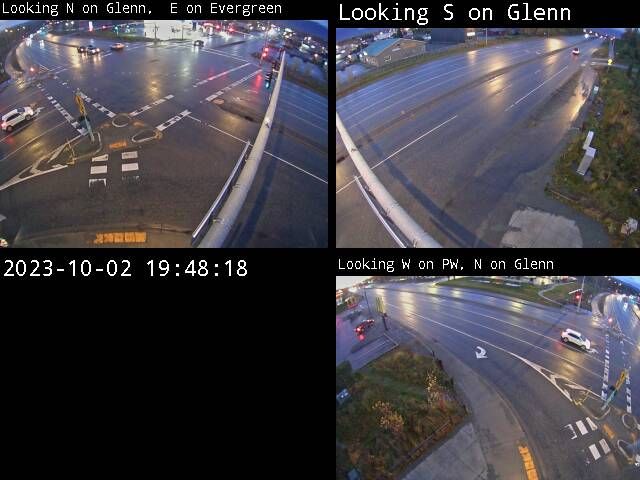 Looking N on Glenn, E on Evergreen
Looking S on Glenn
2023-10-02 19:48:18
Looking W on PW, N on Glenn